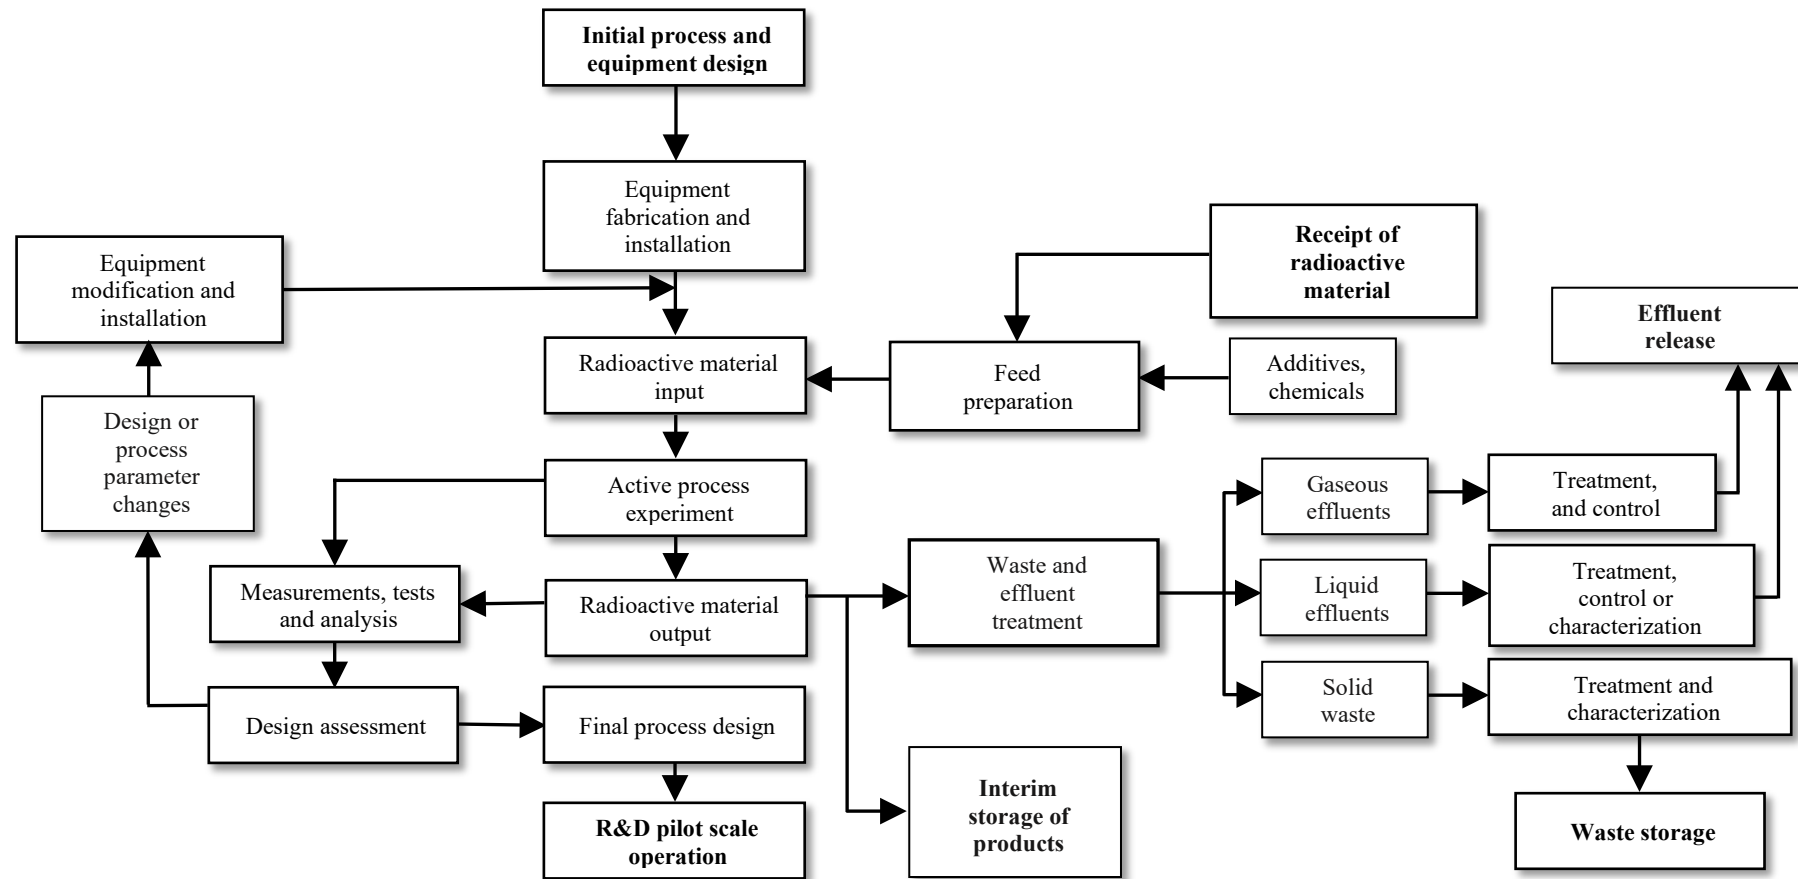 Initial process and
equipment design
Equipment
fabrication and
installation
Receipt of
radioactive
material
Equipment
modification and
installation
Effluent
release
Radioactive material
input
Feed
preparation
Additives,
chemicals
Design or
process
parameter
changes
Active process
experiment
Gaseous
effluents
Treatment,
and control
Measurements, tests
and analysis
Radioactive material
output
Waste and
effluent
treatment
Liquid
effluents
Treatment,
control or
characterization
Design assessment
Final process design
Solid
waste
Treatment and
characterization
R&D pilot scale
operation
Interim
storage of
products
Waste storage